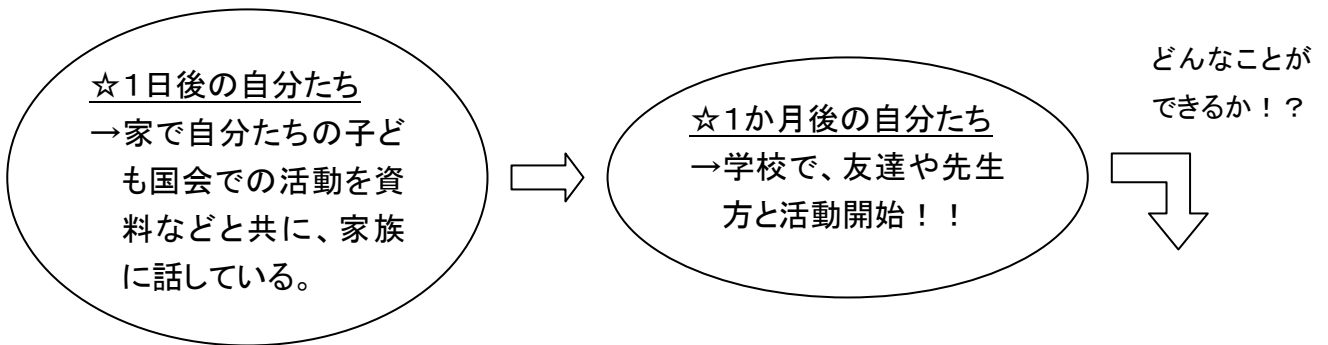 ☆１日後の自分たち
→家で自分たちの子ど
も国会での活動を資
料などと共に、家族
に話している。
☆１か月後の自分たち
→学校で、友達や先生
方と活動開始！！
どんなことが
できるか！？